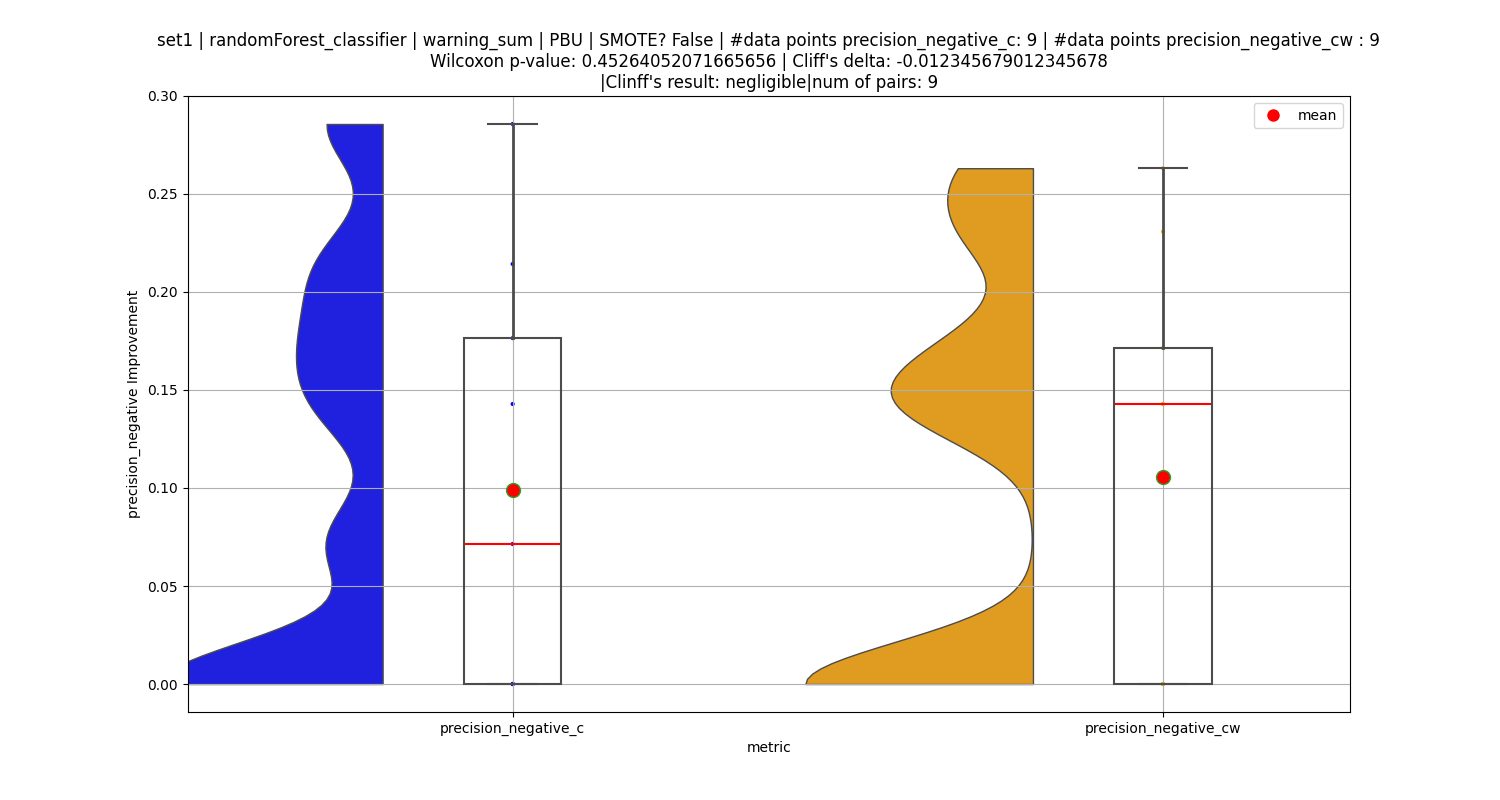 set1 | randomForest_classifier | warning_sum | PBU | SMOTE? False | #data points precision_negative_c: 9 | #data points precision_negative_cw : 9
Wilcoxon p-value: 0.45264052071665656 | Cliff's delta: -0.012345679012345678
|Clinff's result: negligible|num of pairs: 9
mean
0.30
0.25
0.20
0.15
0.10
0.05
0.00
precision_negative Improvement
precision_negative_c
precision_negative_cw
metric